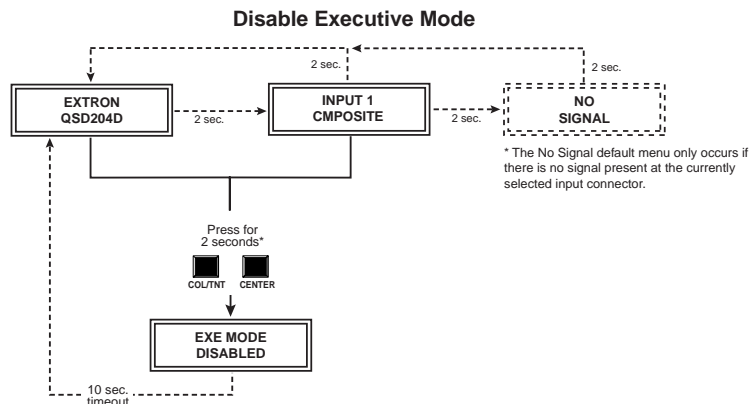 Disable Executive Mode
2 sec.
2 sec.
EXTRON
QSD204D
2 sec.
INPUT 1
CMPOSITE
2 sec.
NO
SIGNAL
* The No Signal default menu only occurs if
there is no signal present at the currently
selected input connector.
Press for
2 seconds*
COL/TNT
CENTER
EXE MODE
DISABLED
10 sec.
timeout